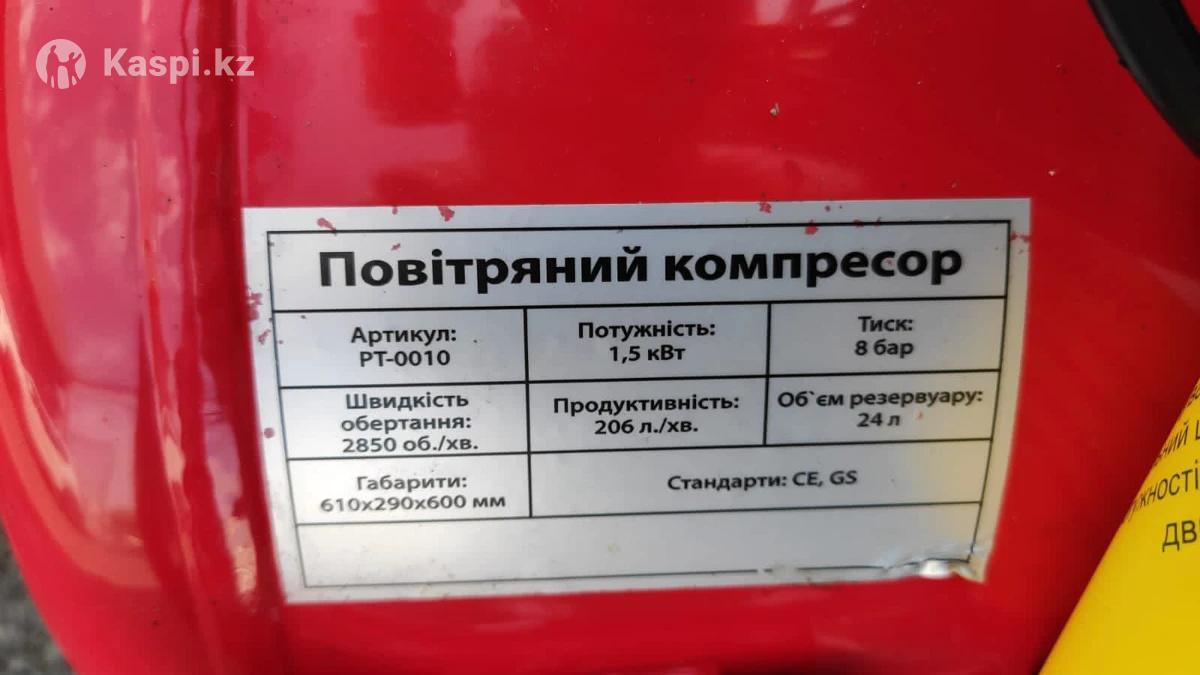 Kaspi.kz
Повітряний компресор
Артикул:
PT-0010
Потужність:
1,5 кВт
Тиск:
8 бар
Швидкість
обертання:
2850 об./хв.
Продуктивність:
206 л./хв.
Об`єм резервуару:
24 л
Габарити:
610x290x600 мм
Стандарти: CE, GS